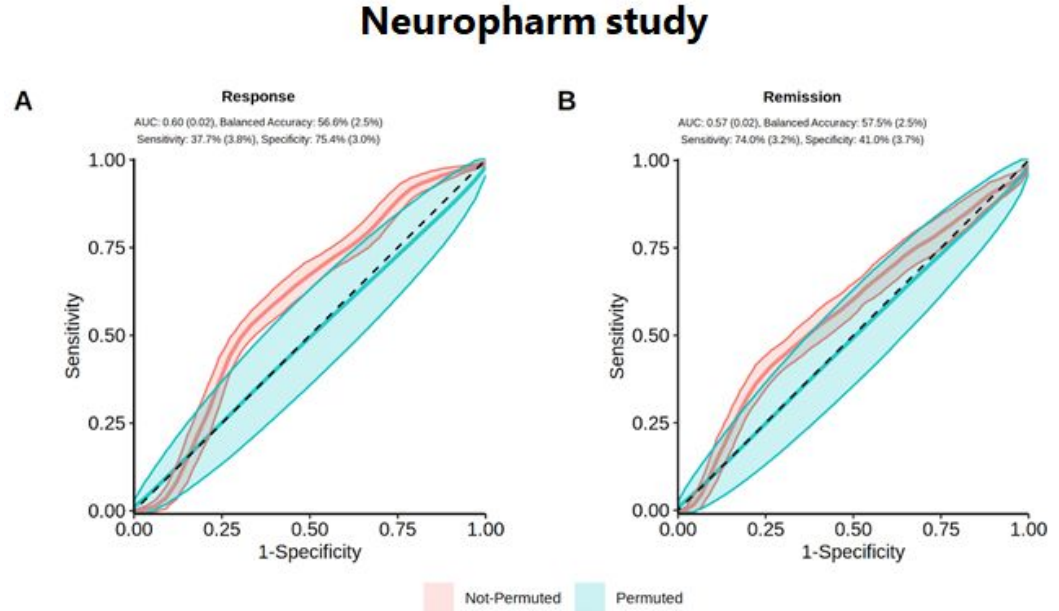 Neuropharm study
A
Response
AUC: 0.60 (0.02), Balanced Accuracy: 56.6% (2.5%)
Sensitivity: 37.7% (3.8%), Specificity: 75.4% (3.0%)
1.00
0.75
0.50
0.25
0.00
Sensitivity
0.00 0.25 0.50 0.75 1.00
1-Specificity
B
Remission
AUC: 0.57 (0.02), Balanced Accuracy: 57.5% (2.5%)
Sensitivity: 74.0% (3.2%), Specificity: 41.0% (3.7%)
1.00
0.75
0.50
0.25
0.00
Sensitivity
0.00 0.25 0.50 0.75 1.00
1-Specificity
Not-Permuted Permuted